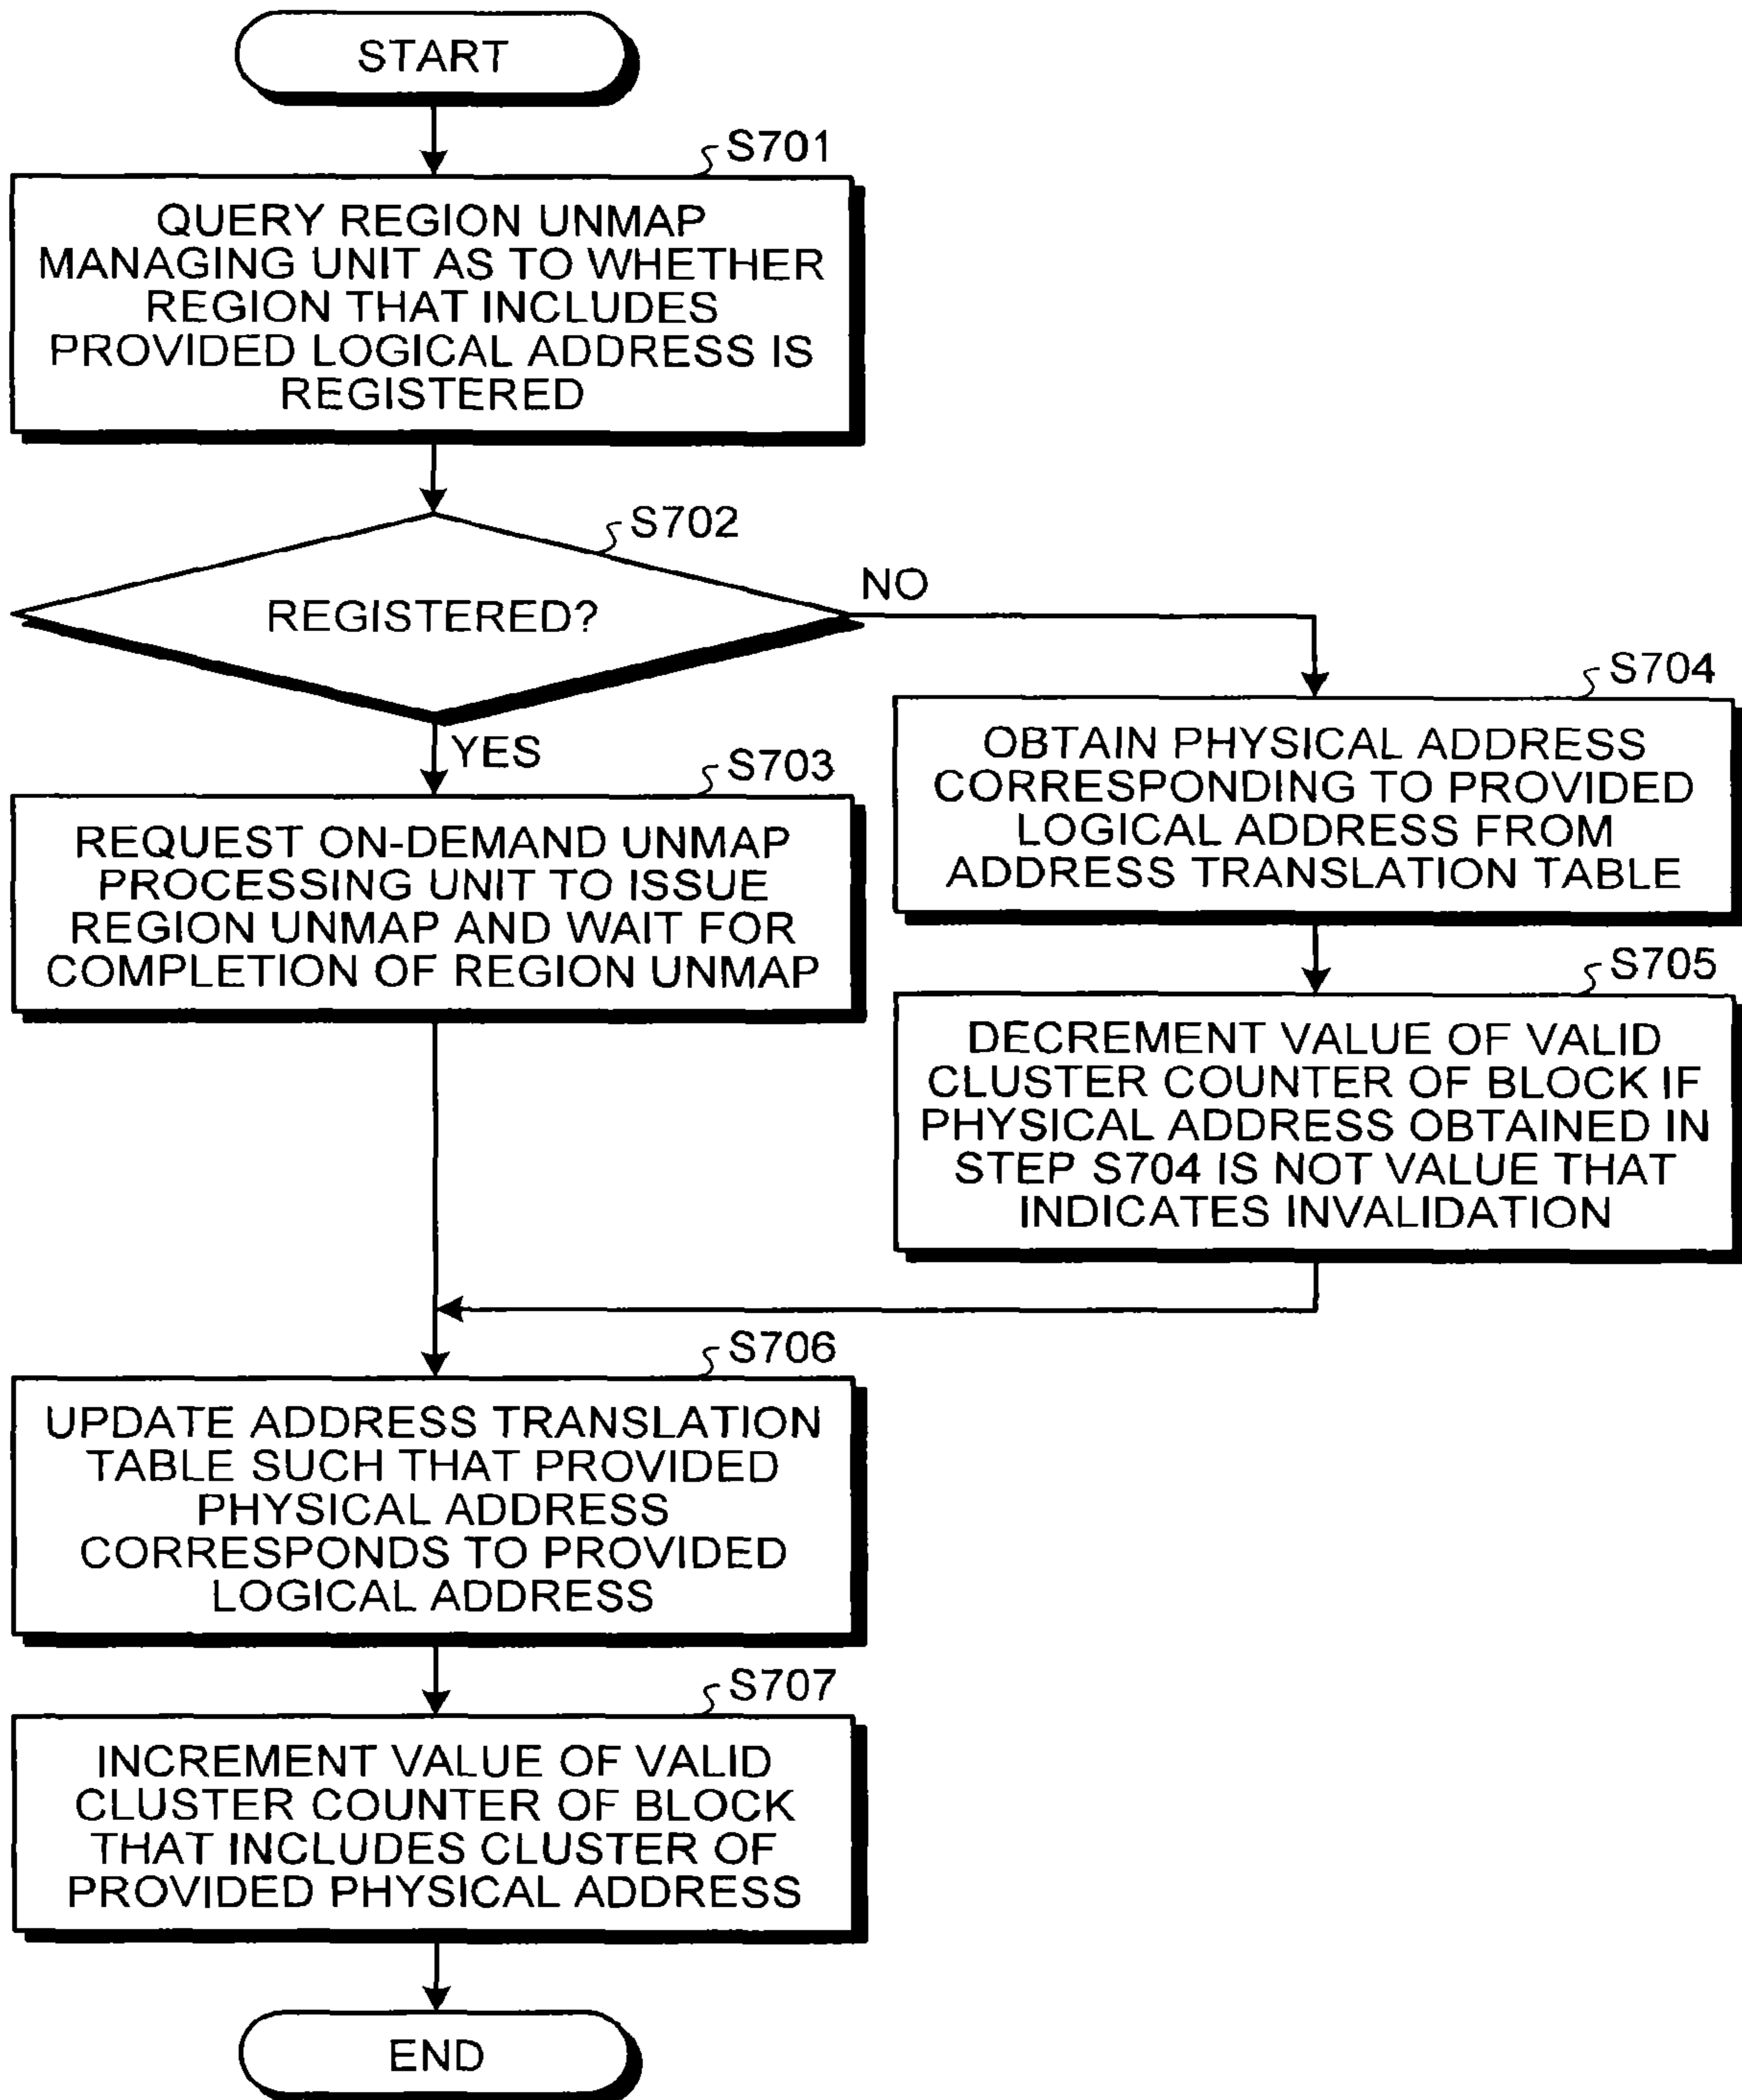 START
S701
QUERY REGION UNMAP
MANAGING UNIT AS TO WHETHER
REGION THAT INCLUDES
PROVIDED LOGICAL ADDRESS IS
REGISTERED
S702
REGISTERED?
NO
YES
S703
REQUEST ON-DEMAND UNMAP
PROCESSING UNIT TO ISSUE
REGION UNMAP AND WAIT FOR
COMPLETION OF REGION UNMAP
S704
OBTAIN PHYSICAL ADDRESS
CORRESPONDING TO PROVIDED
LOGICAL ADDRESS FROM
ADDRESS TRANSLATION TABLE
S705
DECREMENT VALUE OF VALID
CLUSTER COUNTER OF BLOCK IF
PHYSICAL ADDRESS OBTAINED IN
STEP S704 IS NOT VALUE THAT
INDICATES INVALIDATION
S706
UPDATE ADDRESS TRANSLATION
TABLE SUCH THAT PROVIDED
PHYSICAL ADDRESS
CORRESPONDS TO PROVIDED
LOGICAL ADDRESS
S707
INCREMENT VALUE OF VALID
CLUSTER COUNTER OF BLOCK
THAT INCLUDES CLUSTER OF
PROVIDED PHYSICAL ADDRESS
END